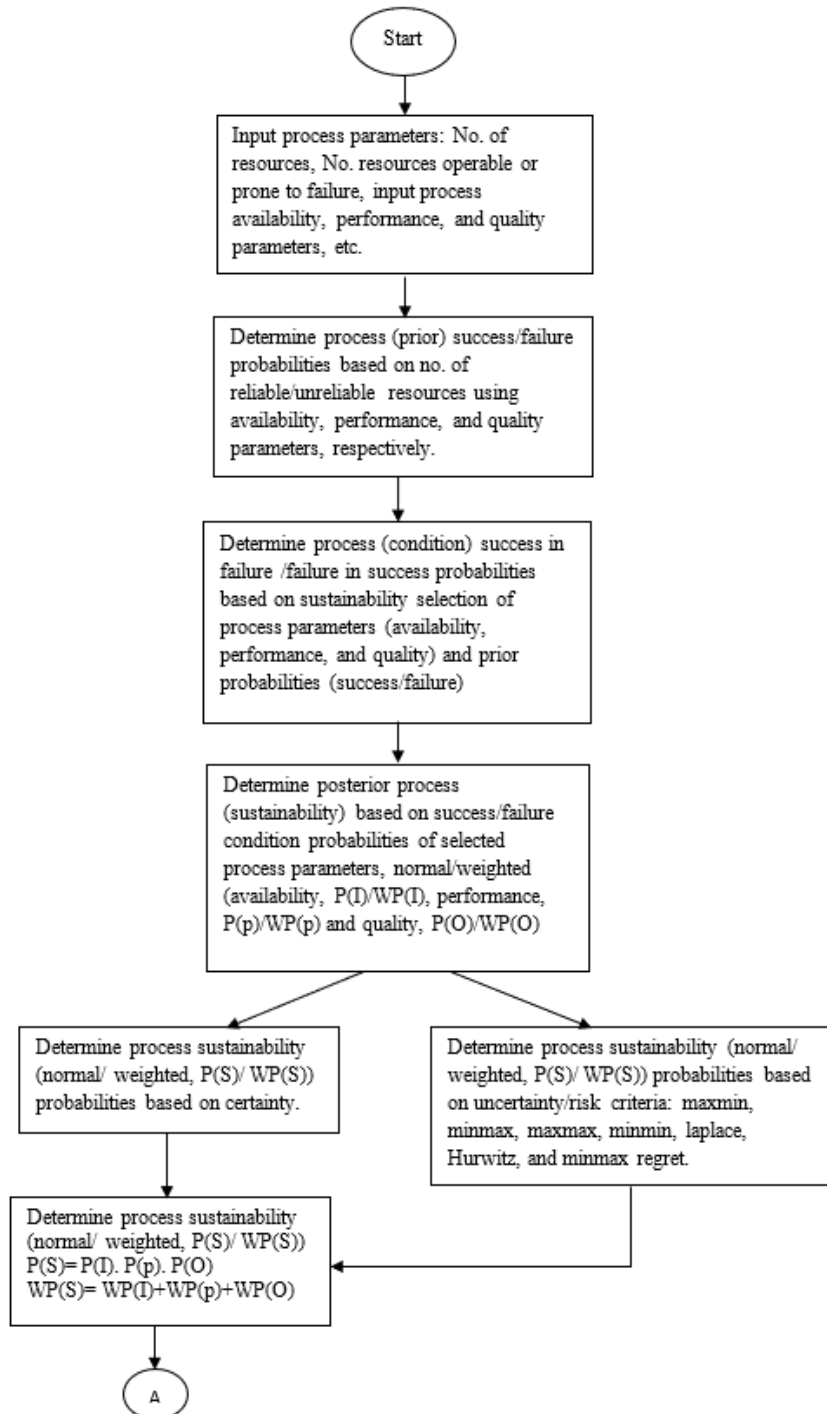 Start
Input process parameters: No. of
resources, No. resources operable or
prone to failure, input process
availability, performance, and quality
parameters, etc.
Determine process (prior) success/failure
probabilities based on no. of
reliable/unreliable resources using
availability, performance, and quality
parameters, respectively.
Determine process (condition) success in
failure /failure in success probabilities
based on sustainability selection of
process parameters (availability,
performance, and quality) and prior
probabilities (success/failure)
Determine posterior process
(sustainability) based on success/failure
condition probabilities of selected
process parameters, normal/weighted
(availability, P(I)/WP(I), performance,
P(p)/WP(p) and quality, P(O)/WP(O)
Determine process sustainability
(normal/ weighted, P(S)/ WP(S))
probabilities based on certainty.
Determine process sustainability (normal/
weighted, P(S)/ WP(S)) probabilities based
on uncertainty/risk criteria: maxmin,
minmax, maxmax, minmin, laplace,
Hurwitz, and minmax regret.
Determine process sustainability
(normal/ weighted, P(S)/ WP(S))
P(S)= P(I). P(p). P(O)
WP(S)= WP(I)+WP(p)+WP(O)
A